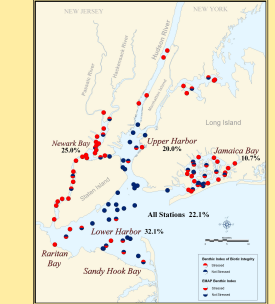 NEW JERSEY
NEW YORK
Hudson River
Hackensack River
Passaic River
Long Island
Newark Bay
25.0%
Upper Harbor
20.0%
Jamaica Bay
10.7%
Staten Island
All Stations 22.1%
Lower Harbor 32.1%
Raritan
Bay
Sandy Hook Bay
Benthic Index of Biotic Integrity
Stressed
Not Stressed
EMAP Benthic Index
Stressed
Not Stressed